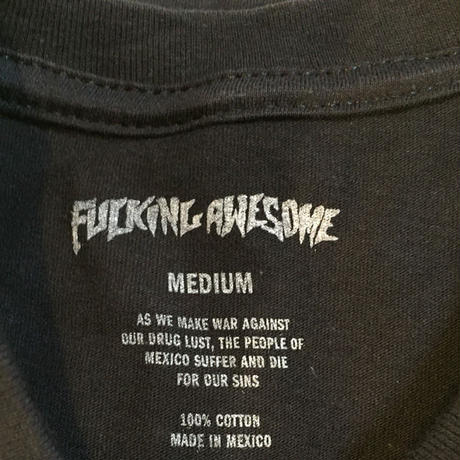 FUCKING AWESOME
MEDIUM
AS WE MAKE WAR AGAINST
OUR DRUG LUST, THE PEOPLE OF
MEXICO SUFFER AND DIE
FOR OUR SINS
100% COTTON
MADE IN MEXICO